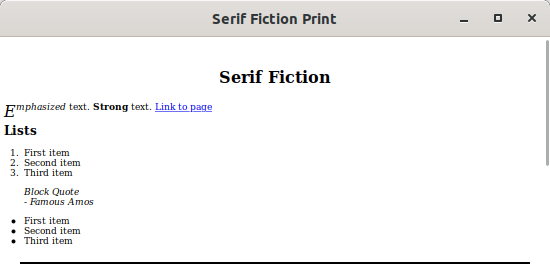 Serif Fiction Print
Serif Fiction
Emphasized text. Strong text. Link to page
Lists
1. First item
2. Second item
3. Third item
Block Quote
- Famous Amos
• First item
• Second item
• Third item